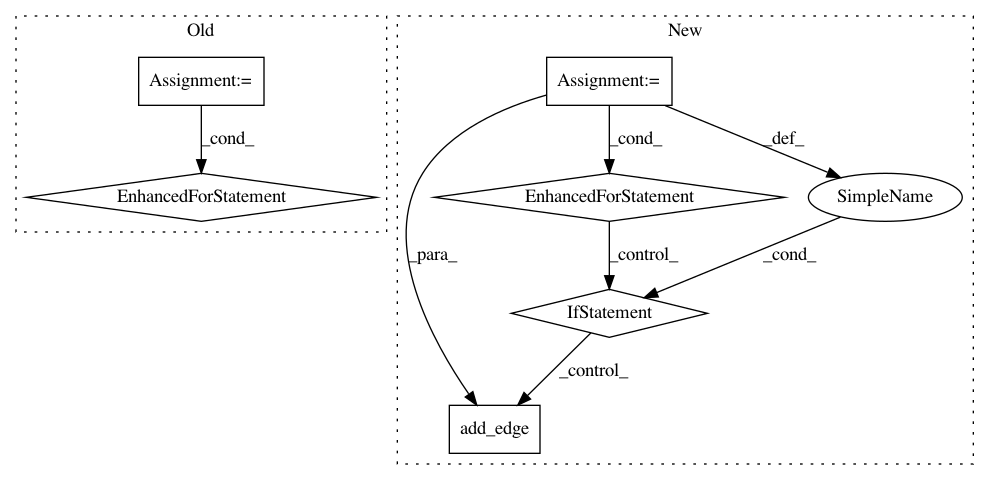 Old
New
Assignment:=
Assignment:=
_cond_
_cond_
_def_
EnhancedForStatement
EnhancedForStatement
SimpleName
_para_
_control_
_cond_
IfStatement
_control_
add_edge